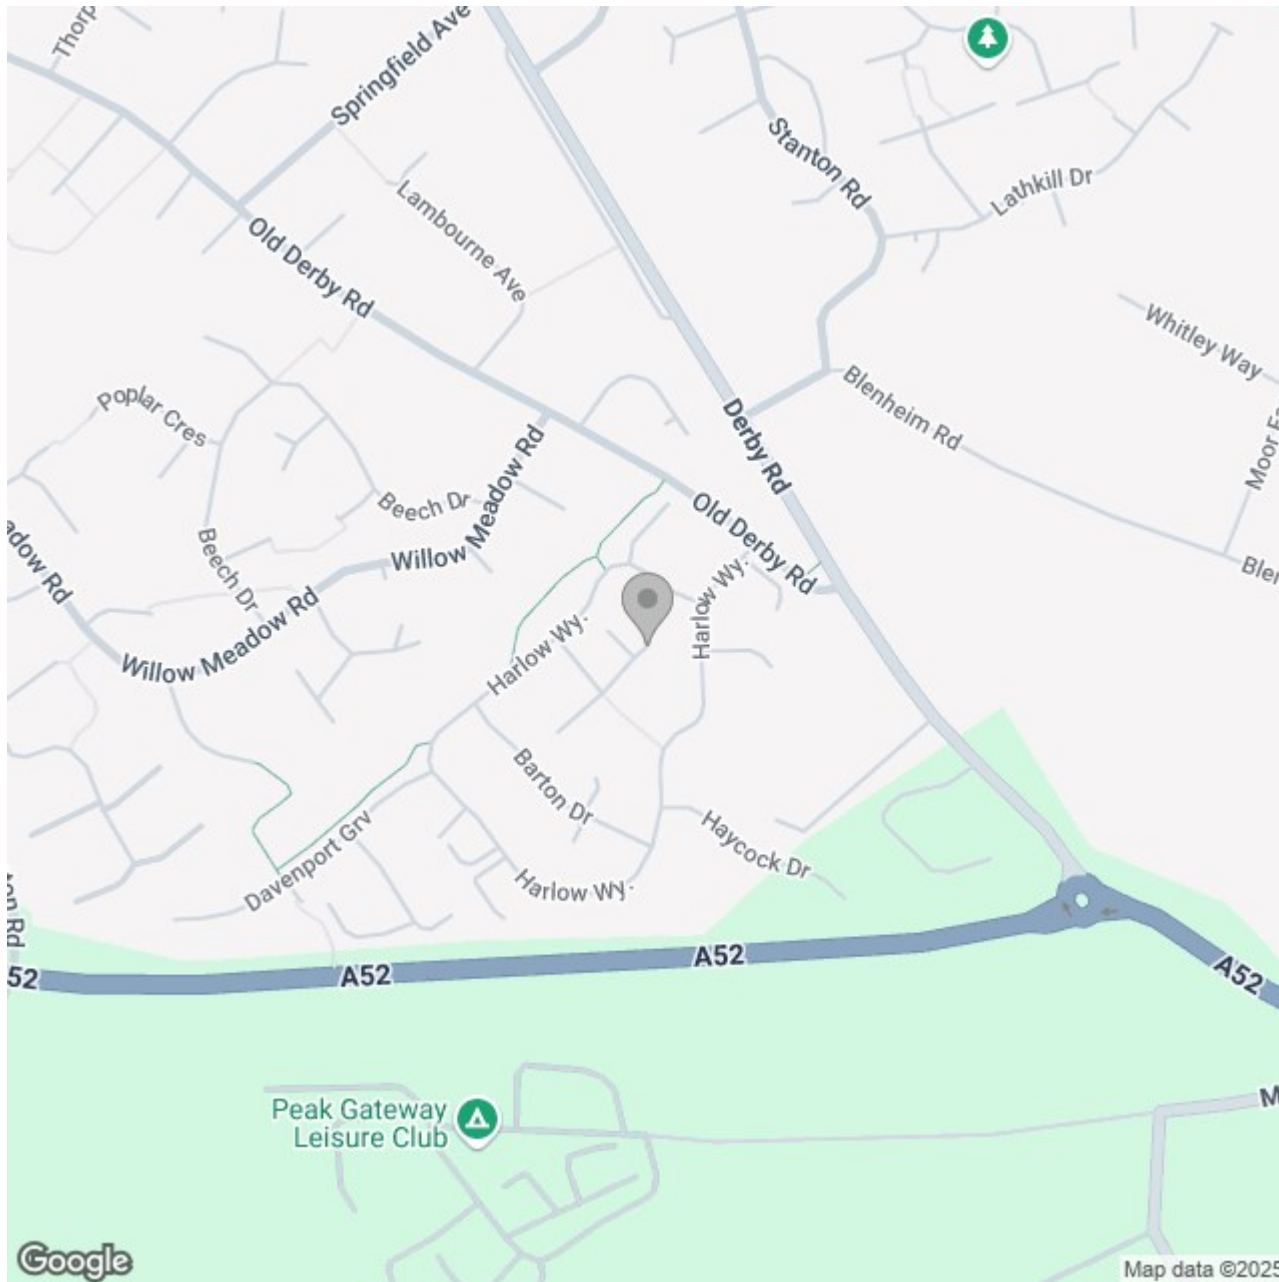 Thorp
Springfield Ave
Stanton Rd
Lathkill Dr
Lambourne Ave
Old Derby Rd
Whitley Way
Poplar Cres
Blenheim Rd
Derby Rd
Beech Dr
Willow Meadow Rd
Old Derby Rd
adow Rd
Beech Dr
Willow Meadow Rd
Harlow Wy.
Harlow Wy.
Blen
Barton Dr
Davenport Grv
Haycock Dr
Harlow Wy.
A52
A52
A52
52
Peak Gateway
Leisure Club
Google
Map data ©2025